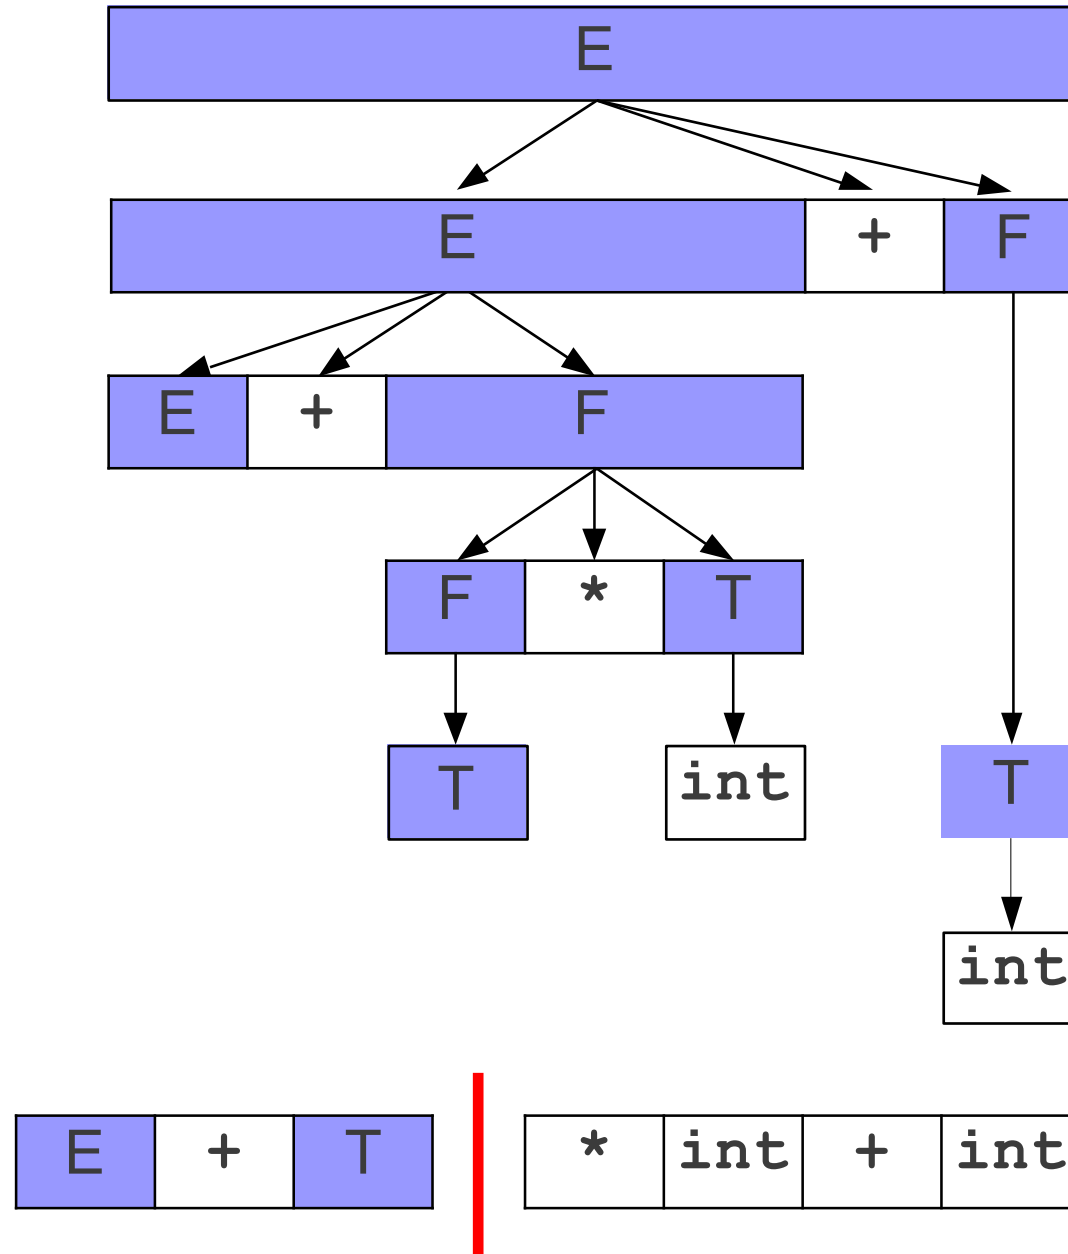 E
E + F
E + F
F * T
T int T
int
E + T * int + int